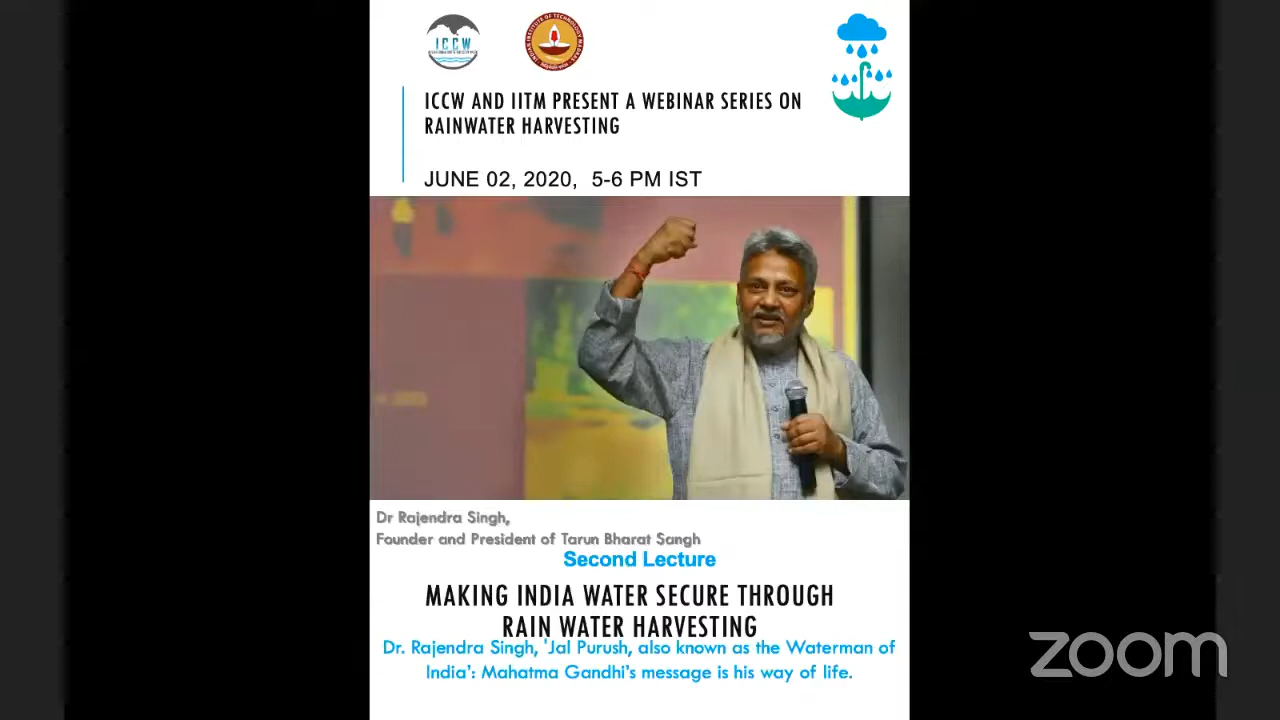 ICCW
ICCW AND IITM PRESENT A WEBINAR SERIES ON
RAINWATER HARVESTING
JUNE 02, 2020, 5-6 PM IST
Dr Rajendra Singh,
Founder and President of Tarun Bharat Sangh
Second Lecture
MAKING INDIA WATER SECURE THROUGH
RAIN WATER HARVESTING
Dr. Rajendra Singh, 'Jal Purush, also known as the Waterman of
India’: Mahatma Gandhi’s message is his way of life.
zoom